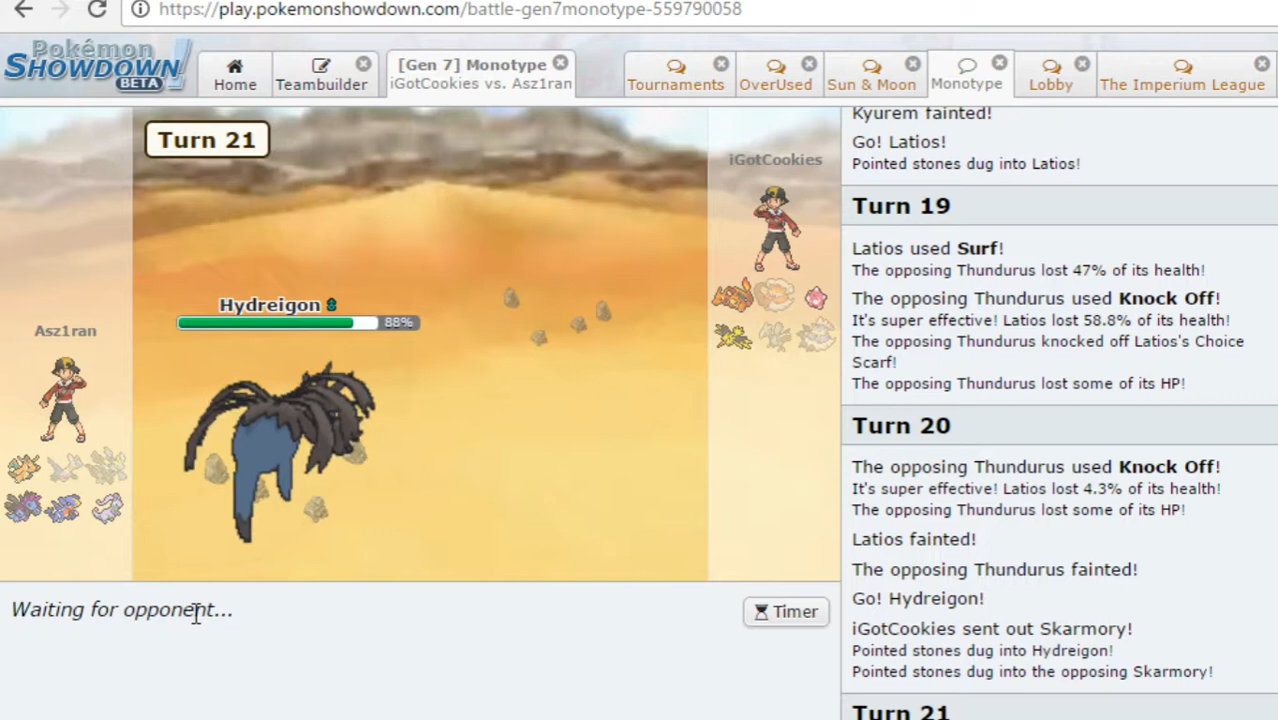 https://play.pokemonshowdown.com/battle-gen7monotype-559790058
Pokémon
SHOWDOWN!
BETA
Home
Teambuilder
[Gen 7] Monotype
iGotCookies vs. Asz1ran
Tournaments
OverUsed
Sun & Moon
Monotype
Lobby
The Imperium League
Turn 21
iGotCookies
Hydreigon
88%
Asz1ran
Waiting for opponent...
Timer
Kyurem fainted!
Go! Latios!
Pointed stones dug into Latios!
Turn 19
Latios used Surf!
The opposing Thundurus lost 47% of its health!
The opposing Thundurus used Knock Off!
It's super effective! Latios lost 58.8% of its health!
The opposing Thundurus knocked off Latios's Choice
Scarf!
The opposing Thundurus lost some of its HP!
Turn 20
The opposing Thundurus used Knock Off!
It's super effective! Latios lost 4.3% of its health!
The opposing Thundurus lost some of its HP!
Latios fainted!
The opposing Thundurus fainted!
Go! Hydreigon!
iGotCookies sent out Skarmory!
Pointed stones dug into Hydreigon!
Pointed stones dug into the opposing Skarmory!
Turn 21